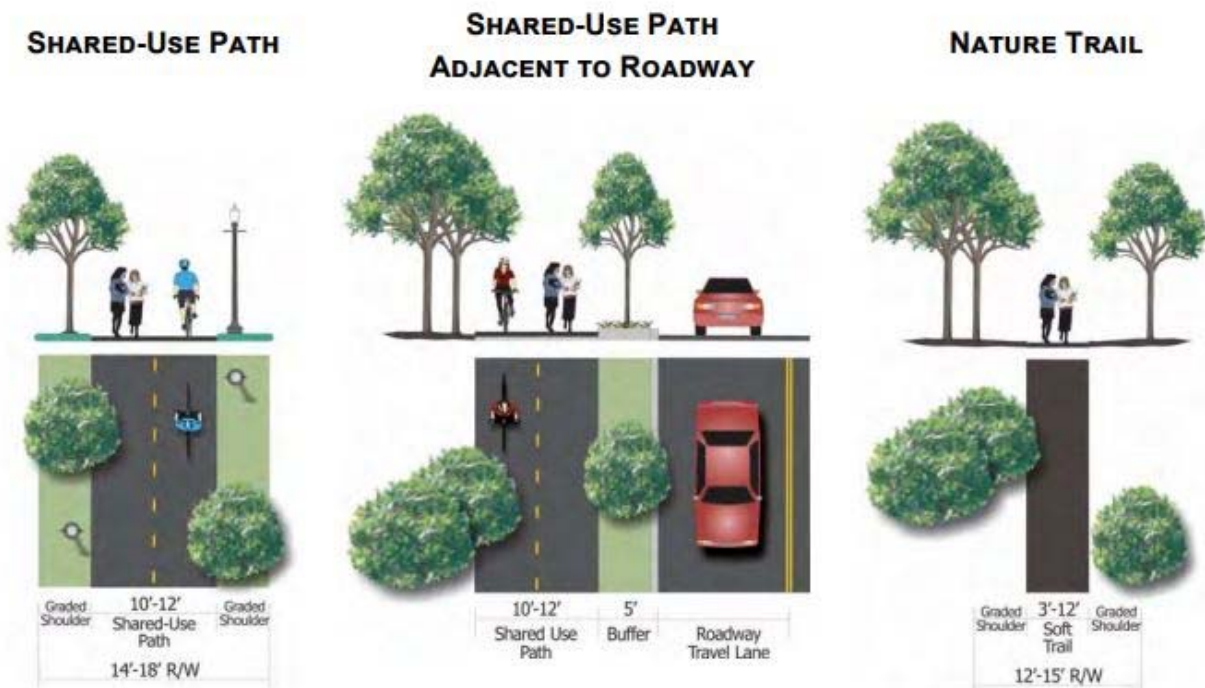 SHARED-USE PATH
10'-12'
Graded
Shoulder
Shared-Use
Path
Graded
Shoulder
14'-18' R/W
SHARED-USE PATH
ADJACENT TO ROADWAY
10'-12'
Shared Use
Path
5'
Buffer
Roadway
Travel Lane
NATURE TRAIL
Graded
Shoulder
3'-12'
Soft
Trail
Graded
Shoulder
12'-15' R/W